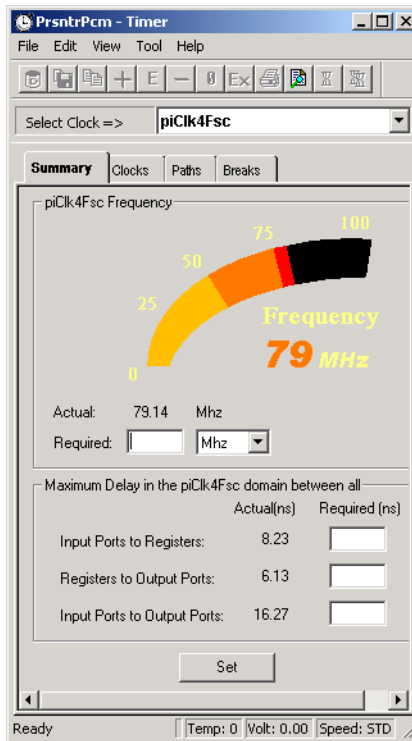 PrsntrPcm - Timer
File Edit View Tool Help
E Ex
Select Clock => piClk4Fsc
Summary Clocks Paths Breaks
piClk4Fsc Frequency
0 25 50 75 100
Frequency
79 MHz
Actual: 79.14 Mhz
Required: Mhz
Maximum Delay in the piClk4Fsc domain between all
Actual(ns) Required (ns)
Input Ports to Registers: 8.23
Registers to Output Ports: 6.13
Input Ports to Output Ports: 16.27
Set
Ready Temp: 0 Volt: 0.00 Speed: STD